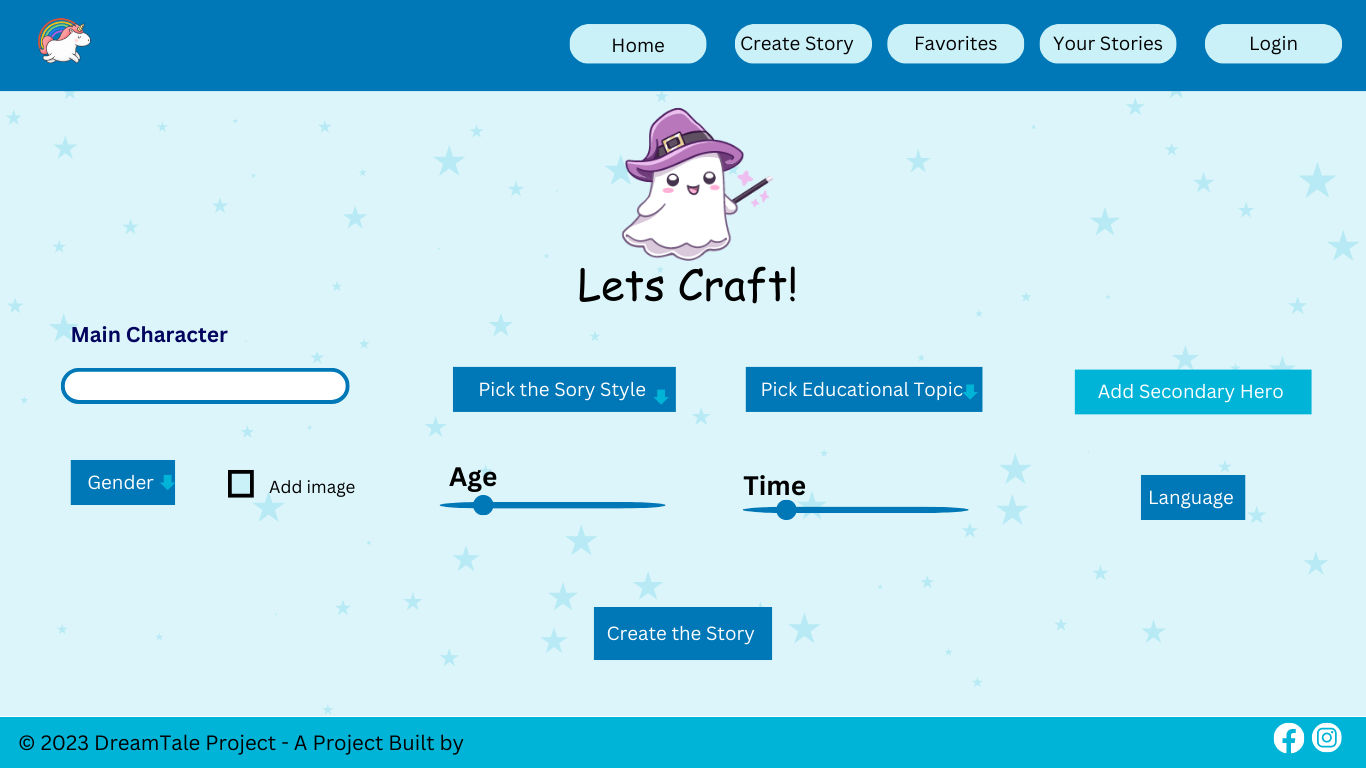 Home
Create Story
Favorites
Your Stories
Login
Lets Craft!
Main Character
Pick the Sory Style
Pick Educational Topic
Add Secondary Hero
Gender
Add image
Age
Time
Language
Create the Story
© 2023 DreamTale Project - A Project Built by